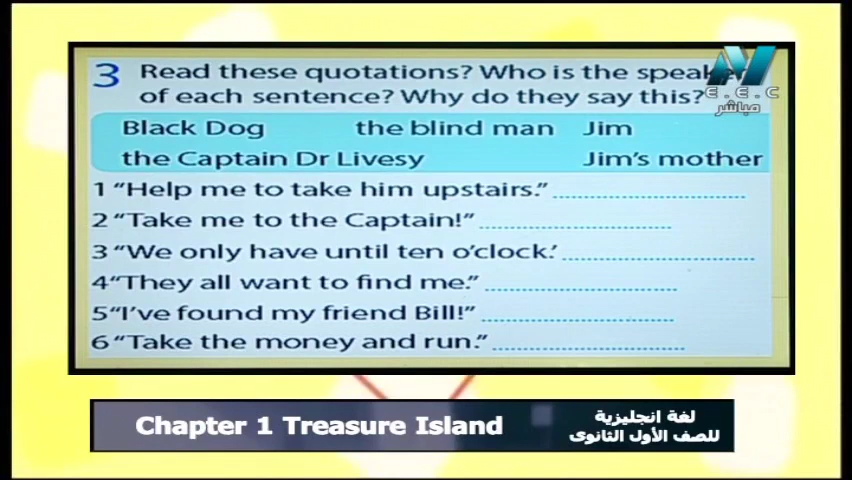 3 Read these quotations? Who is the speaker
of each sentence? Why do they say this?
E.E.C
مباشر
Black Dog the blind man Jim
the Captain Dr Livesy Jim's mother
1 "Help me to take him upstairs."
2 "Take me to the Captain!"
3 "We only have until ten o'clock.'
4 "They all want to find me."
5 "I've found my friend Bill!"
6 "Take the money and run."
Chapter 1 Treasure Island
لغة انجليزية
للصف الأول الثانوى